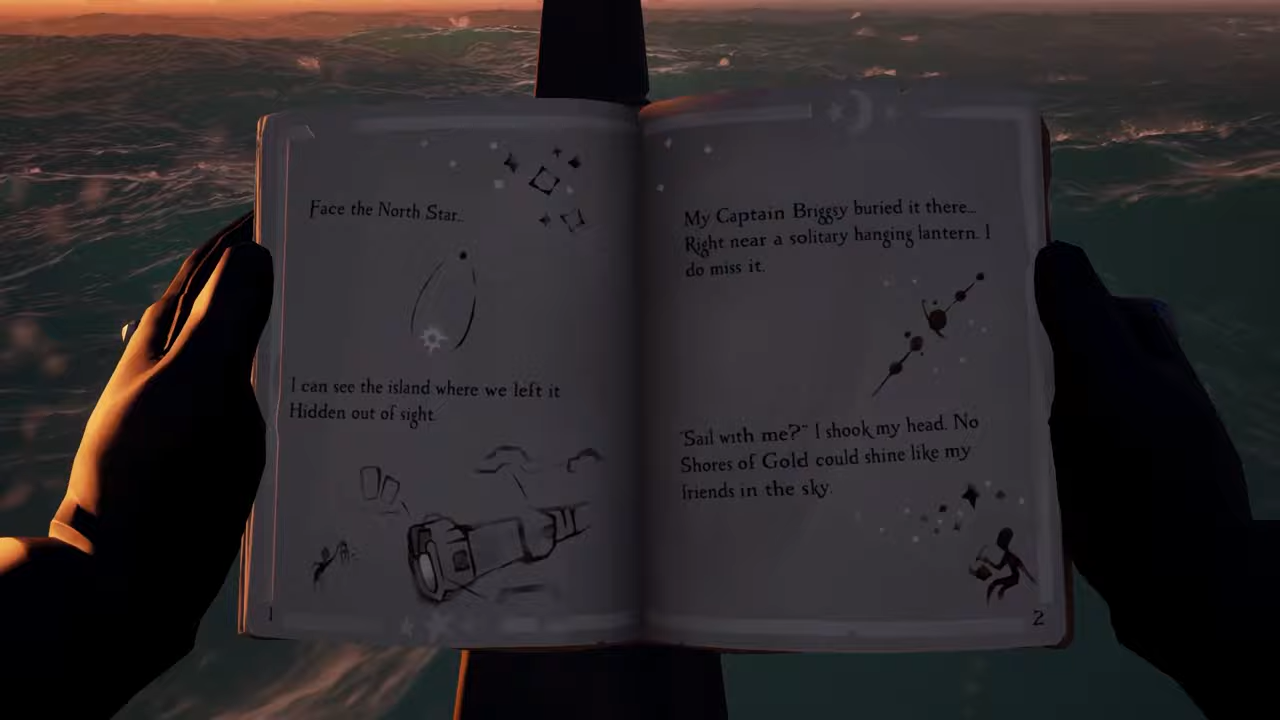 Face the North Star...
I can see the island where we left it
Hidden out of sight.
1
My Captain Briggsy buried it there...
Right near a solitary hanging lantern. I
do miss it.
"Sail with me?" I shook my head. No
Shores of Gold could shine like my
friends in the sky.
2